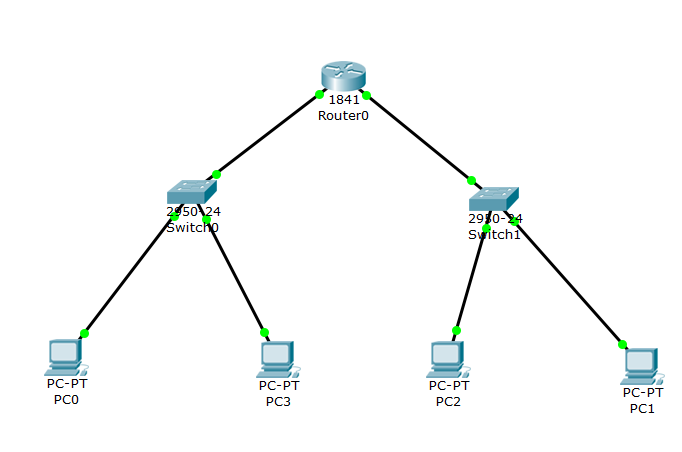 1841
Router0
2950-24
Switch0
2950-24
Switch1
PC-PT
PC0
PC-PT
PC3
PC-PT
PC2
PC-PT
PC1